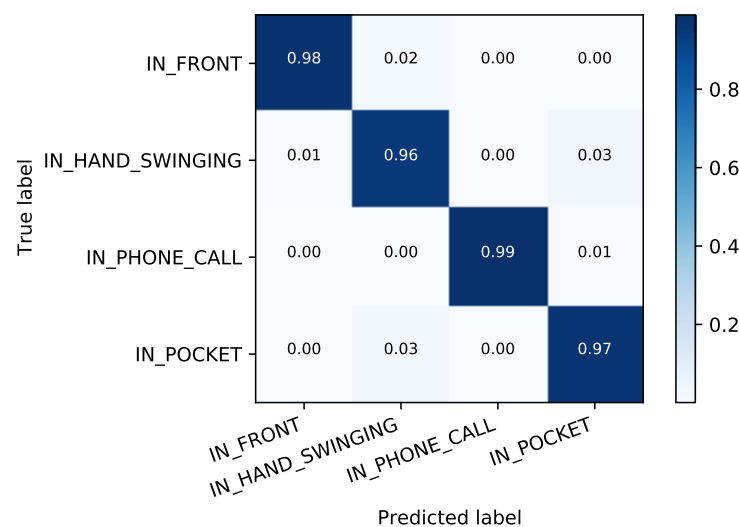 IN_FRONT 0.98 0.02 0.00 0.00
IN_HAND_SWINGING 0.01 0.96 0.00 0.03
IN_PHONE_CALL 0.00 0.00 0.99 0.01
IN_POCKET 0.00 0.03 0.00 0.97
True label
IN_FRONT
IN_HAND_SWINGING
IN_PHONE_CALL
IN_POCKET
Predicted label
0.8
0.6
0.4
0.2